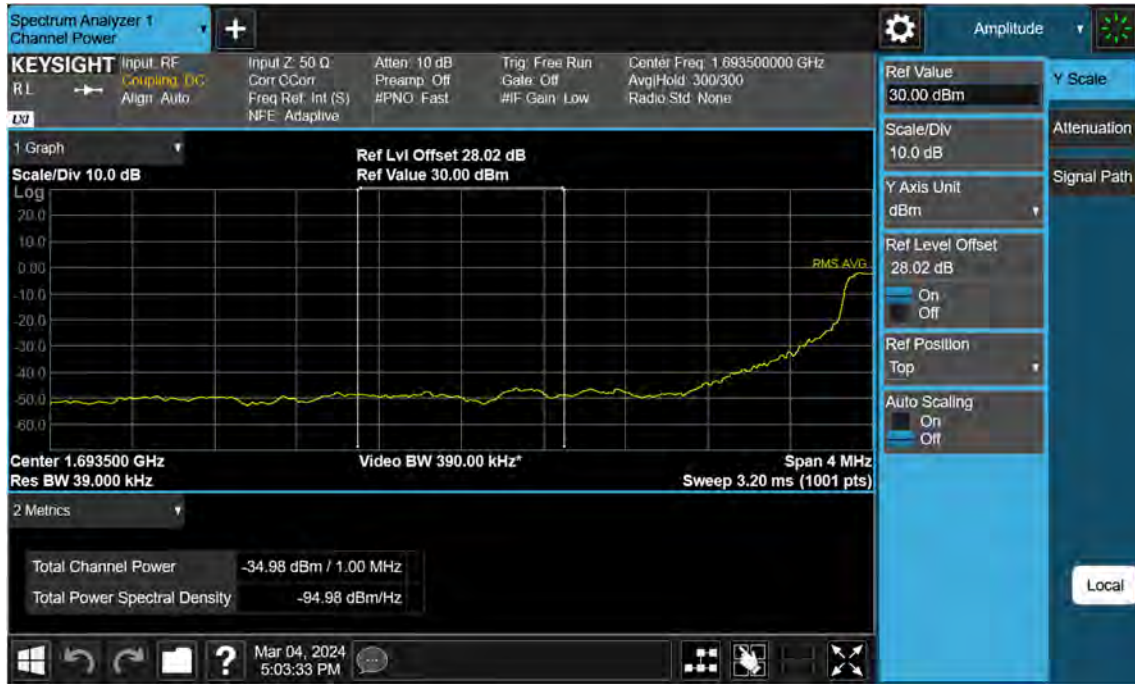 Spectrum Analyzer 1
Channel Power
+
Amplitude
KEYSIGHT
RL
LXI
Input: RF
Coupling: DC
Align: Auto
Input Z: 50 Ω
Corr CCorr
Freq Ref: Int (S)
NFE: Adaptive
Atten: 10 dB
Preamp: Off
#PNO: Fast
Trig: Free Run
Gate: Off
#IF Gain: Low
Center Freq: 1.693500000 GHz
Avg|Hold: 300/300
Radio Std: None
1 Graph
Scale/Div 10.0 dB
Ref Lvl Offset 28.02 dB
Ref Value 30.00 dBm
Log
20.0
10.0
0.00
-10.0
-20.0
-30.0
-40.0
-50.0
-60.0
RMS AVG
Center 1.693500 GHz
Video BW 390.00 kHz*
Span 4 MHz
Res BW 39.000 kHz
Sweep 3.20 ms (1001 pts)
2 Metrics
Total Channel Power -34.98 dBm / 1.00 MHz
Total Power Spectral Density -94.98 dBm/Hz
?
Mar 04, 2024
5:03:33 PM
Ref Value
30.00 dBm
Scale/Div
10.0 dB
Y Axis Unit
dBm
Ref Level Offset
28.02 dB
On
Off
Ref Position
Top
Auto Scaling
On
Off
Y Scale
Attenuation
Signal Path
Local